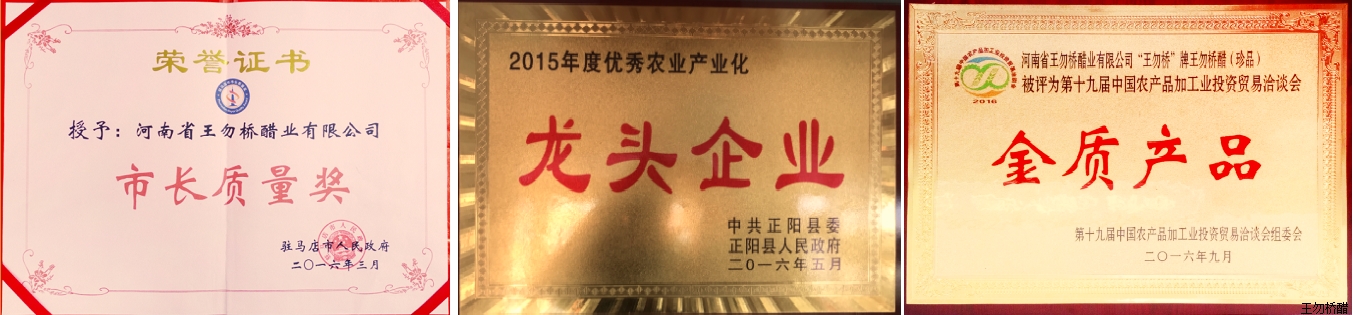 荣誉证书
授予：河南省王勿桥醋业有限公司
市长质量奖
驻马店市人民政府
二〇一六年三月
2015年度优秀农业产业化
龙头企业
中共正阳县委
正阳县人民政府
二〇一六年五月
河南省王勿桥醋业有限公司“王勿桥”牌王勿桥醋（珍品）
被评为第十九届中国农产品加工业投资贸易洽谈会
2016
金质产品
第十九届中国农产品加工业投资贸易洽谈会组委会
二〇一六年九月
王勿桥醋